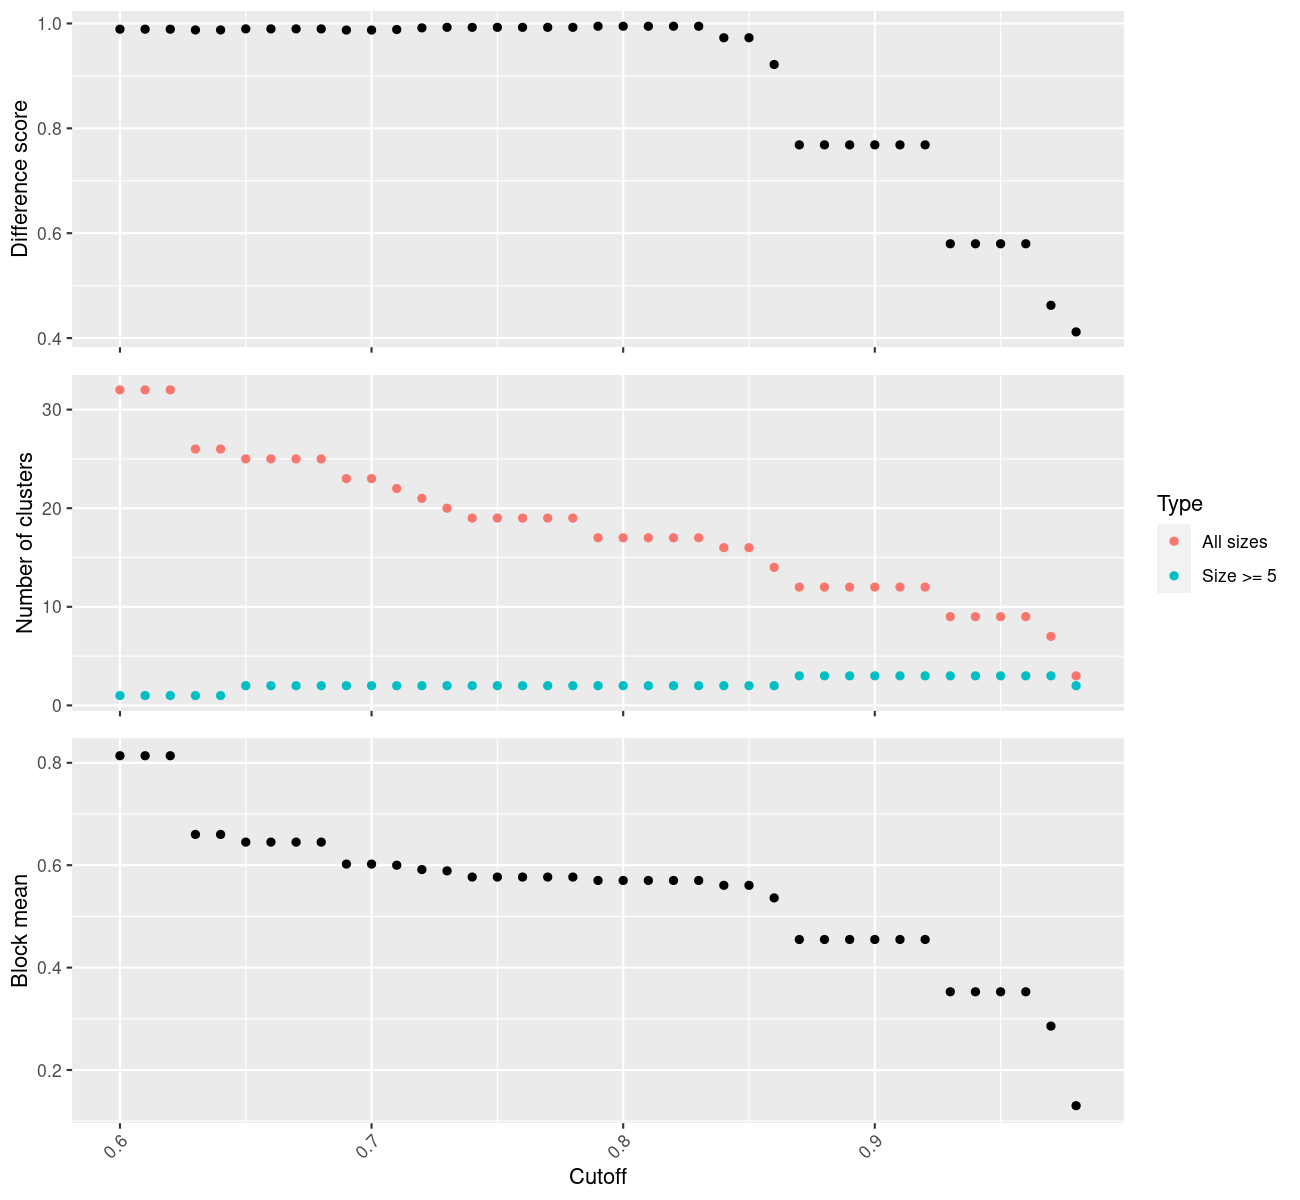 Difference score
1.0
0.8
0.6
0.4
Number of clusters
30
20
10
0
Type
All sizes
Size >= 5
Block mean
0.8
0.6
0.4
0.2
0.6 0.7 0.8 0.9
Cutoff